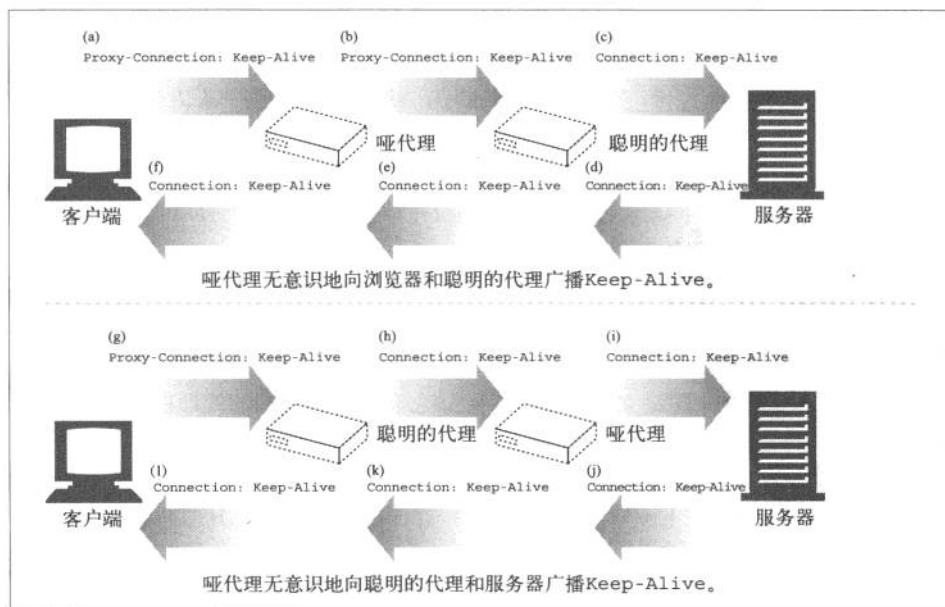 (a) (b) (c)
Proxy-Connection: Keep-Alive Proxy-Connection: Keep-Alive Connection: Keep-Alive
哑代理 聪明的代理
(f) (e) (d)
Connection: Keep-Alive Connection: Keep-Alive Connection: Keep-Alive
客户端 服务器
哑代理无意识地向浏览器和聪明的代理广播Keep-Alive。
(g) (h) (i)
Proxy-Connection: Keep-Alive Connection: Keep-Alive Connection: Keep-Alive
聪明的代理 哑代理
(l) (k) (j)
Connection: Keep-Alive Connection: Keep-Alive Connection: Keep-Alive
客户端 服务器
哑代理无意识地向聪明的代理和服务器广播Keep-Alive。